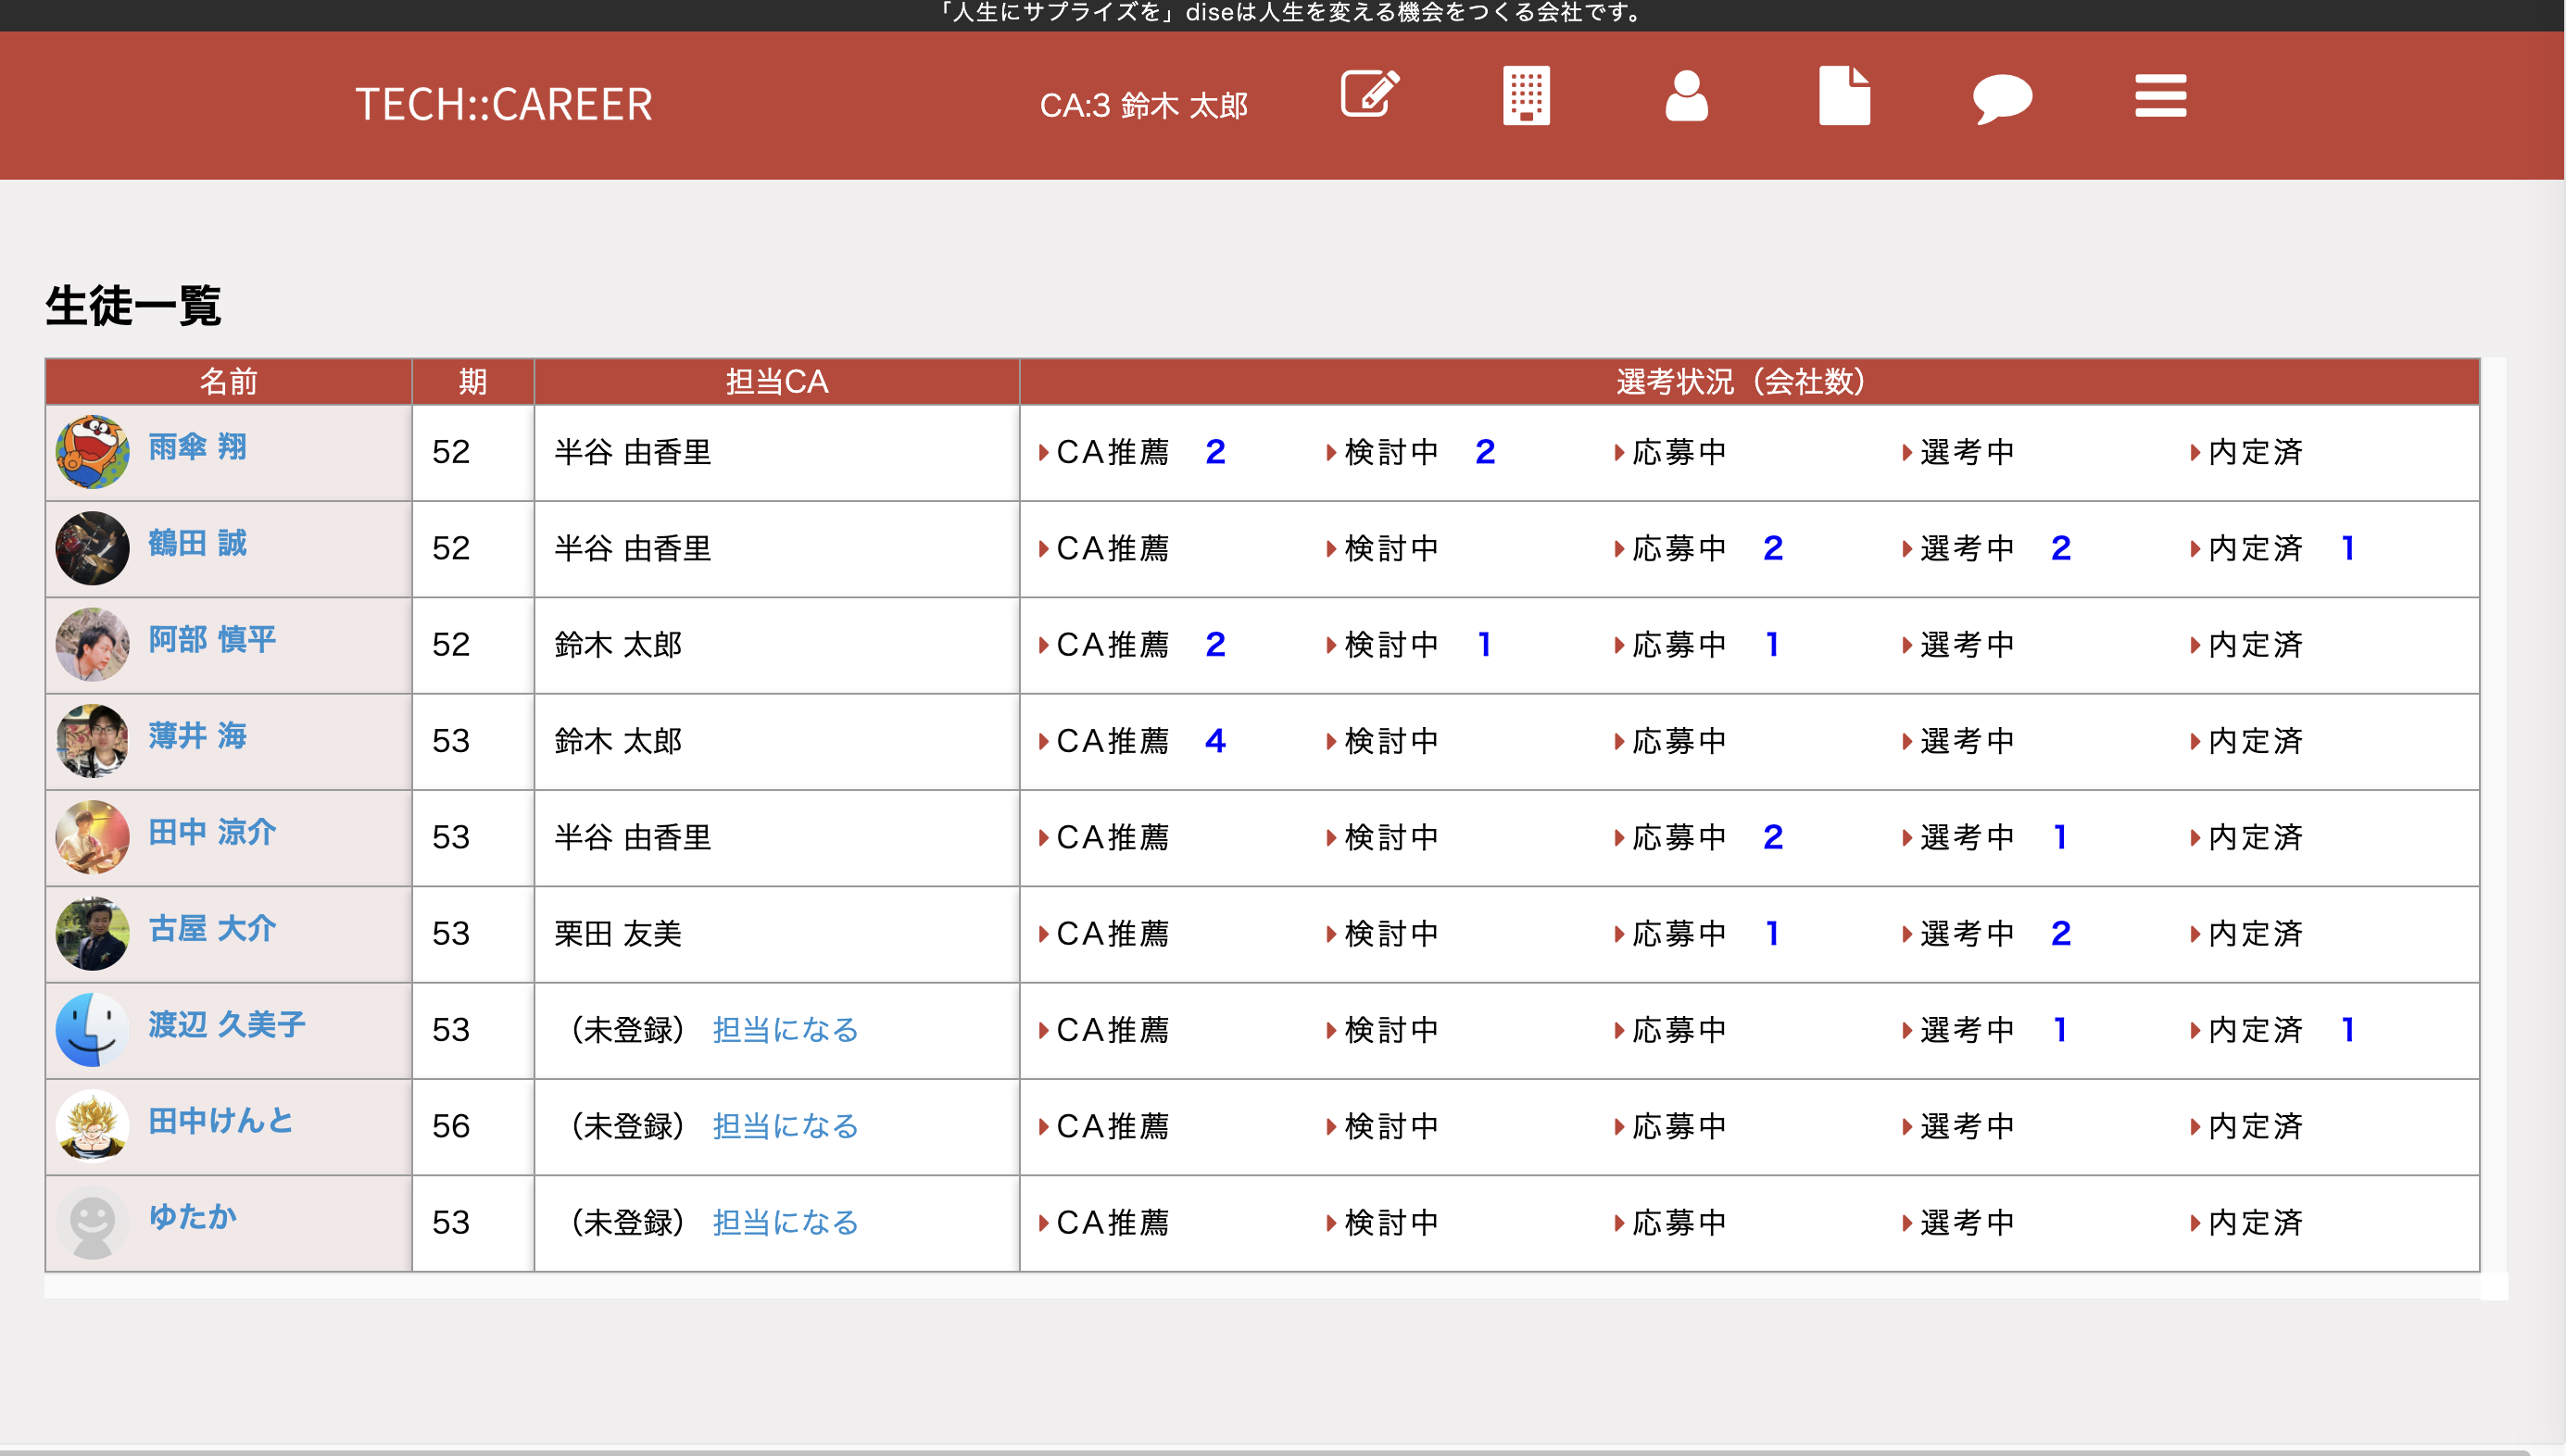 「人生にサプライズを」diseは人生を変える機会をつくる会社です。
TECH::CAREER CA:3 鈴木 太郎
生徒一覧
名前 期 担当CA 選考状況（会社数）
雨傘 翔 52 半谷 由香里 CA推薦 2 検討中 2 応募中 選考中 内定済
鶴田 誠 52 半谷 由香里 CA推薦 検討中 応募中 2 選考中 2 内定済 1
阿部 慎平 52 鈴木 太郎 CA推薦 2 検討中 1 応募中 1 選考中 内定済
薄井 海 53 鈴木 太郎 CA推薦 4 検討中 応募中 選考中 内定済
田中 涼介 53 半谷 由香里 CA推薦 検討中 応募中 2 選考中 1 内定済
古屋 大介 53 栗田 友美 CA推薦 検討中 応募中 1 選考中 2 内定済
渡辺 久美子 53 （未登録） 担当になる CA推薦 検討中 応募中 選考中 1 内定済 1
田中けんと 56 （未登録） 担当になる CA推薦 検討中 応募中 選考中 内定済
ゆたか 53 （未登録） 担当になる CA推薦 検討中 応募中 選考中 内定済